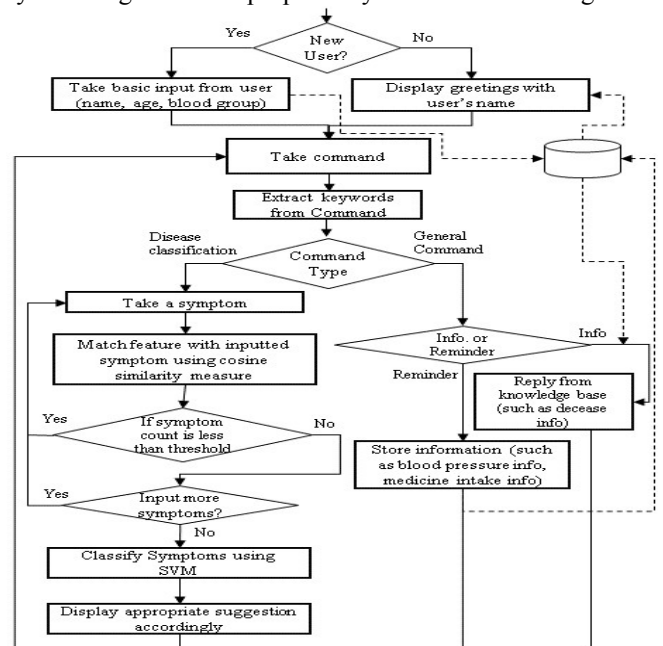 Yes
New
User?
No
Take basic input from user
(name, age, blood group)
Display greetings with
user's name
Take command
Extract keywords
from Command
Disease
classification
General
Command
Command
Type
Take a symptom
Match feature with inputted
symptom using cosine
similarity measure
Info. or
Reminder
Info
Reminder
Reply from
knowledge base
(such as decease
info)
Yes
If symptom
count is less
than threshold
No
Store information (such
as blood pressure info,
medicine intake info)
Yes
Input more
symptoms?
No
Classify Symptoms using
SVM
Display appropriate suggestion
accordingly